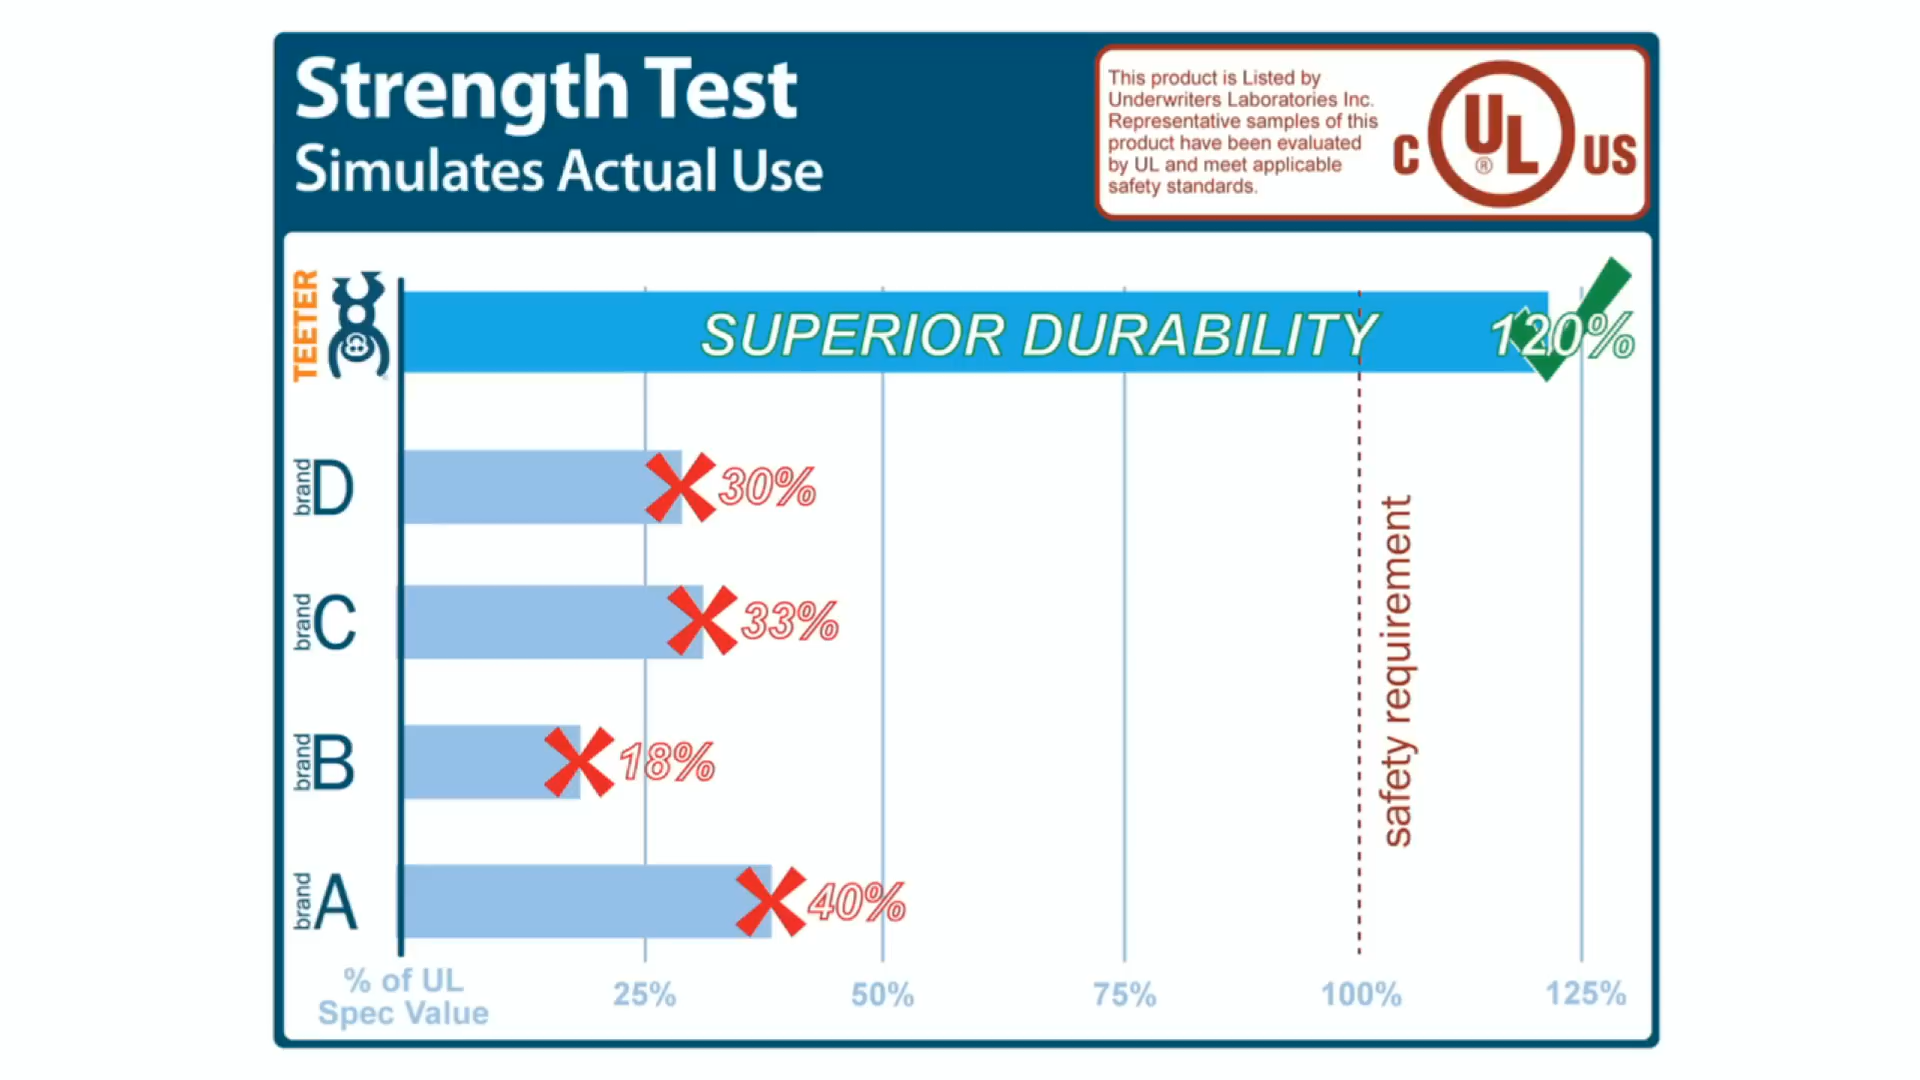 Strength Test
Simulates Actual Use
This product is Listed by
Underwriters Laboratories Inc.
Representative samples of this
product have been evaluated
by UL and meet applicable
safety standards.
C UL® US
TEETER
SUPERIOR DURABILITY 120%
brand D 30%
brand C 33%
brand B 18%
brand A 40%
safety requirement
% of UL
Spec Value
25% 50% 75% 100% 125%